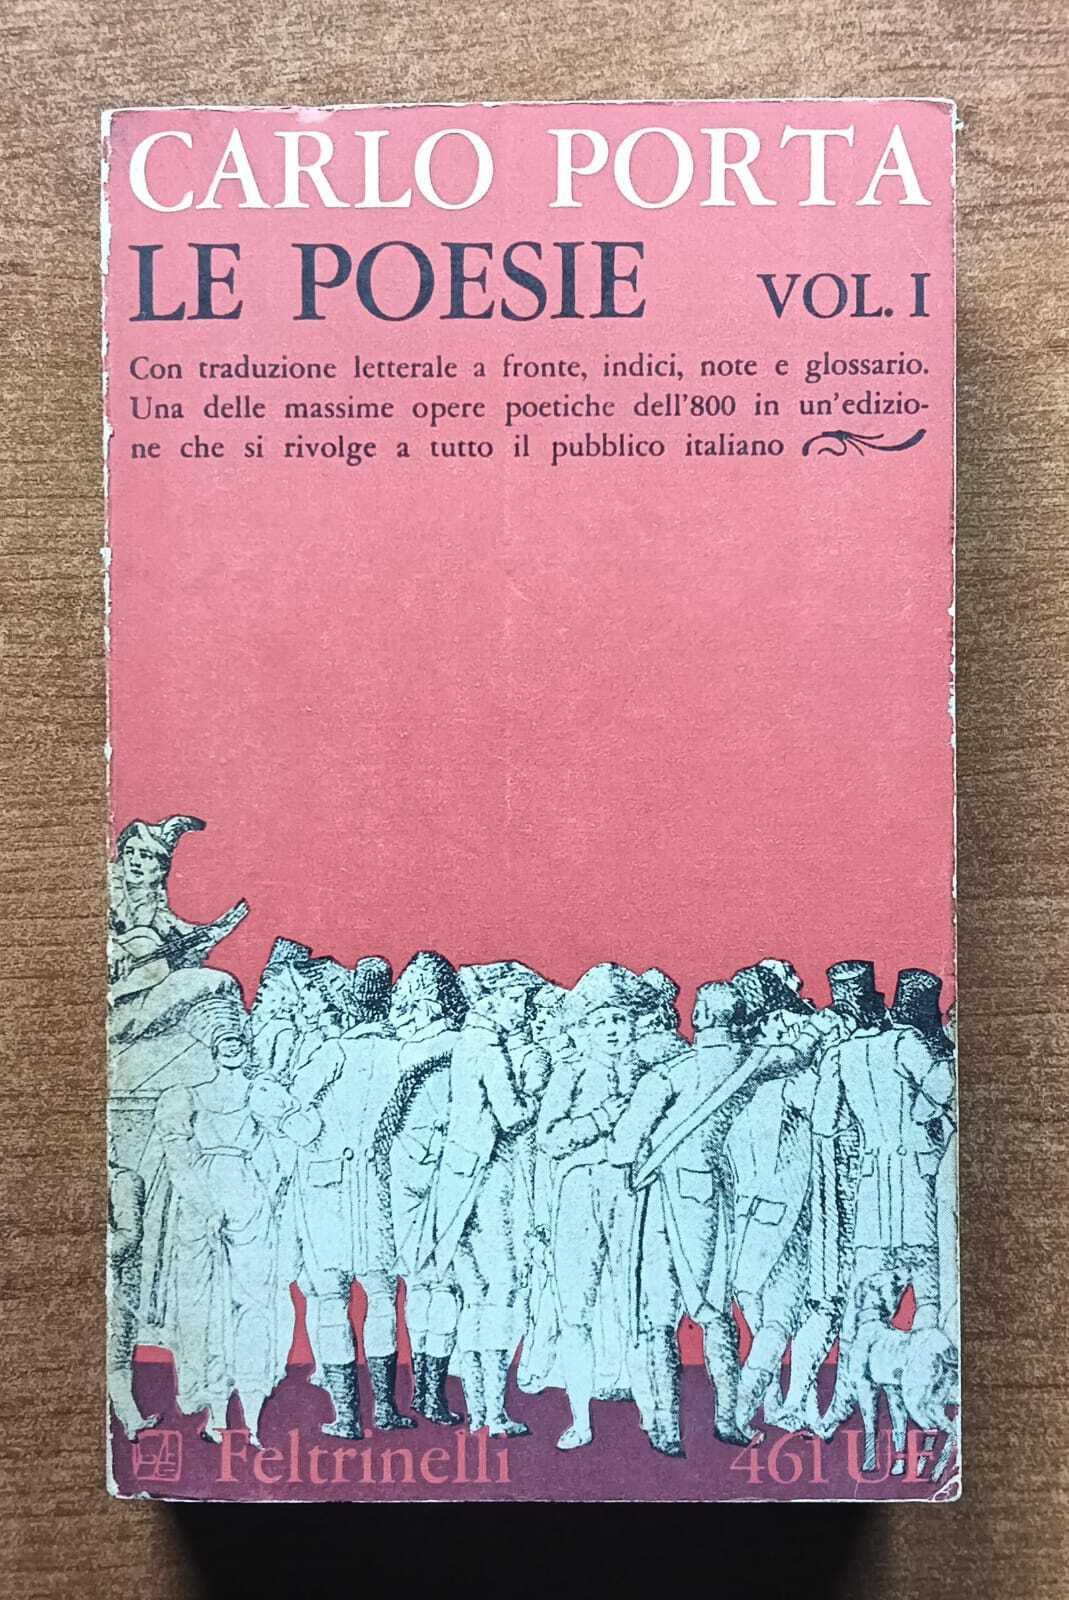 CARLO PORTA
LE POESIE VOL. I
Con traduzione letterale a fronte, indici, note e glossario.
Una delle massime opere poetiche dell'800 in un'edizio-
ne che si rivolge a tutto il pubblico italiano
Feltrinelli 461 UE